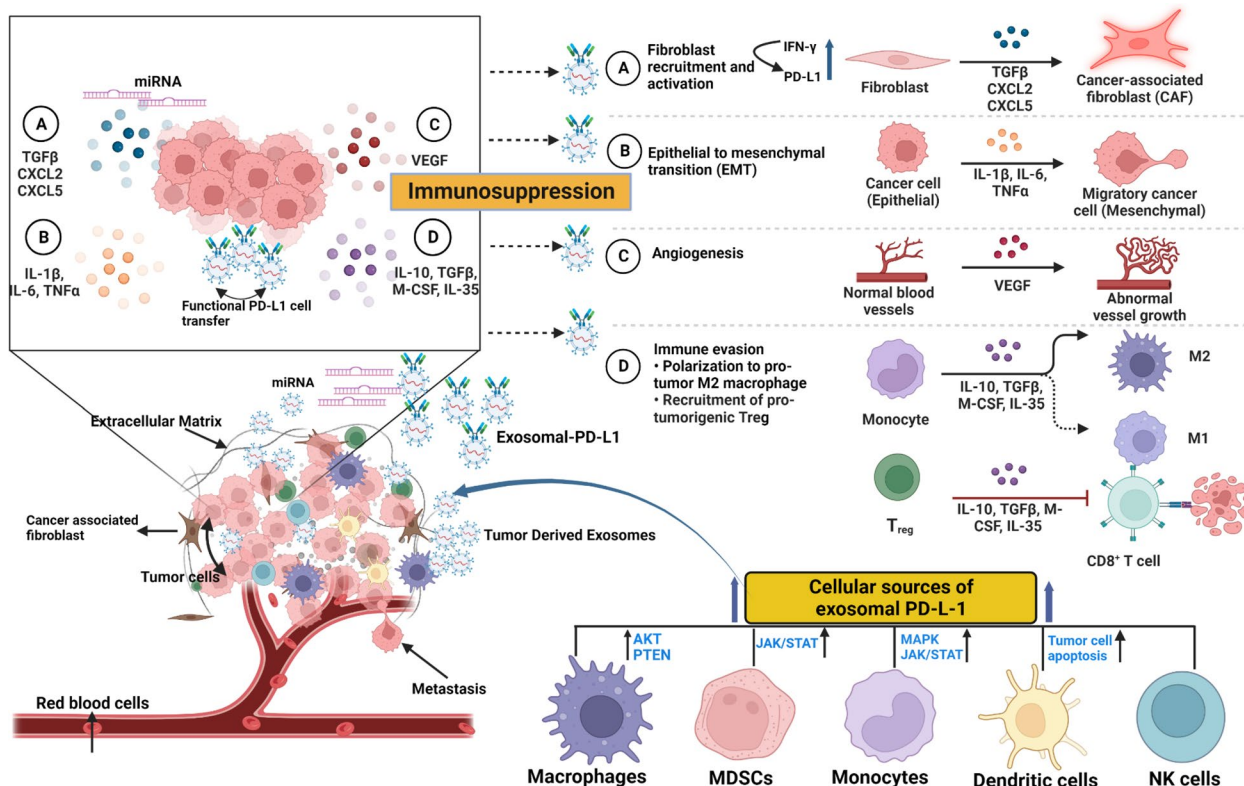 miRNA
A
TGFβ
CXCL2
CXCL5
C
VEGF
Immunosuppression
B
IL-1β,
IL-6, TNFα
D
IL-10, TGFβ,
M-CSF, IL-35
Functional PD-L1 cell
transfer
A
Fibroblast
recruitment and
activation
IFN-γ
PD-L1
Fibroblast
TGFβ
CXCL2
CXCL5
Cancer-associated
fibroblast (CAF)
B
Epithelial to mesenchymal
transition (EMT)
Cancer cell
(Epithelial)
IL-1β, IL-6,
TNFα
Migratory cancer
cell (Mesenchymal)
C
Angiogenesis
Normal blood
vessels
VEGF
Abnormal
vessel growth
D
Immune evasion
• Polarization to pro-
tumor M2 macrophage
• Recruitment of pro-
tumorigenic Treg
Monocyte
IL-10, TGFβ,
M-CSF, IL-35
M2
M1
Treg
IL-10, TGFβ, M-
CSF, IL-35
CD8⁺ T cell
miRNA
Extracellular Matrix
Exosomal-PD-L1
Cancer associated
fibroblast
Tumor cells
Tumor Derived Exosomes
Metastasis
Red blood cells
Cellular sources of
exosomal PD-L-1
AKT
PTEN
JAK/STAT
MAPK
JAK/STAT
Tumor cell
apoptosis
Macrophages
MDSCs
Monocytes
Dendritic cells
NK cells